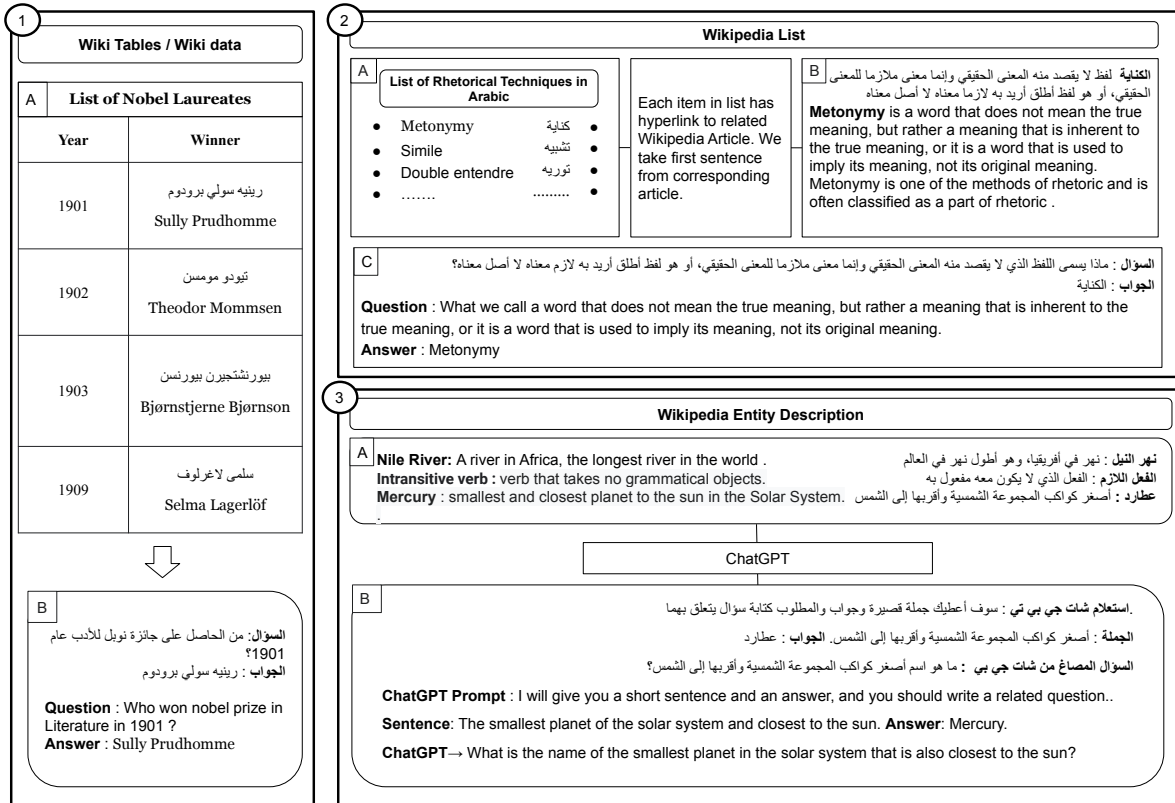 1
Wiki Tables / Wiki data
A
List of Nobel Laureates
Year
Winner
1901
رينيه سولي برودوم
Sully Prudhomme
1902
تيودو مومسن
Theodor Mommsen
1903
بيورنشتجيرن بيورنسن
Bjørnstjerne Bjørnson
1909
سلمى لاغرلوف
Selma Lagerlöf
B
السؤال: من الحاصل على جائزة نوبل للأدب عام
1901؟
الجواب : رينيه سولي برودوم
Question : Who won nobel prize in
Literature in 1901 ?
Answer : Sully Prudhomme
2
Wikipedia List
A
List of Rhetorical Techniques in
Arabic
● Metonymy
● Simile
● Double entendre
● .......
● كناية
● تشبيه
● توريه
● .........
Each item in list has
hyperlink to related
Wikipedia Article. We
take first sentence
from corresponding
article.
B
الكناية لفظ لا يقصد منه المعنى الحقيقي وإنما معنى ملازما للمعنى
الحقيقي، أو هو لفظ أطلق أريد به لازما معناه لا أصل معناه
Metonymy is a word that does not mean the true
meaning, but rather a meaning that is inherent to
the true meaning, or it is a word that is used to
imply its meaning, not its original meaning.
Metonymy is one of the methods of rhetoric and is
often classified as a part of rhetoric .
C
السؤال : ماذا يسمى اللفظ الذي لا يقصد منه المعنى الحقيقي وإنما معنى ملازما للمعنى الحقيقي، أو هو لفظ أطلق أريد به لازم معناه لا أصل معناه؟
الجواب : الكناية
Question : What we call a word that does not mean the true meaning, but rather a meaning that is inherent to the
true meaning, or it is a word that is used to imply its meaning, not its original meaning.
Answer : Metonymy
3
Wikipedia Entity Description
A
Nile River: A river in Africa, the longest river in the world .
Intransitive verb : verb that takes no grammatical objects.
Mercury : smallest and closest planet to the sun in the Solar System.
.
نهر النيل : نهر في أفريقيا، وهو أطول نهر في العالم
الفعل اللازم : الفعل الذي لا يكون معه مفعول به
عطارد : أصغر كواكب المجموعة الشمسية وأقربها إلى الشمس
ChatGPT
B
استعلام شات جي بي تي : سوف أعطيك جملة قصيرة وجواب والمطلوب كتابة سؤال يتعلق بهما.
الجملة : أصغر كواكب المجموعة الشمسية وأقربها إلى الشمس. الجواب : عطارد
السؤال المصاغ من شات جي بي : ما هو اسم أصغر كواكب المجموعة الشمسية وأقربها إلى الشمس؟
ChatGPT Prompt : I will give you a short sentence and an answer, and you should write a related question..
Sentence: The smallest planet of the solar system and closest to the sun. Answer: Mercury.
ChatGPT→ What is the name of the smallest planet in the solar system that is also closest to the sun?